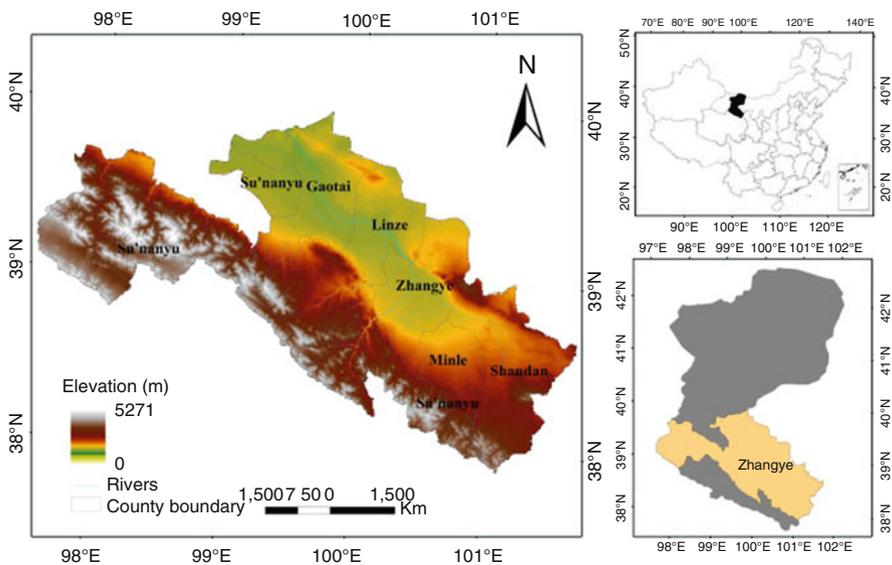 98°E 99°E 100°E 101°E
40°N
39°N
38°N
40°N
39°N
38°N
N
Su'nanyu Gaotai
Linze
Su'nanyu
Zhangye
Minle
Shandan
Su'nanyu
Elevation (m)
5271
0
Rivers
County boundary
1,500 7 50 0 1,500
Km
98°E 99°E 100°E 101°E
70°E 80°E 90°E 100°E 120°E 140°E
50°N
40°N
30°N
20°N
40°N
30°N
20°N
90°E 100°E 110°E 120°E
97°E 98°E 99°E 100°E 101°E 102°E
42°N
41°N
40°N
39°N
38°N
42°N
41°N
40°N
39°N
38°N
Zhangye
98°E 99°E 100°E 101°E 102°E